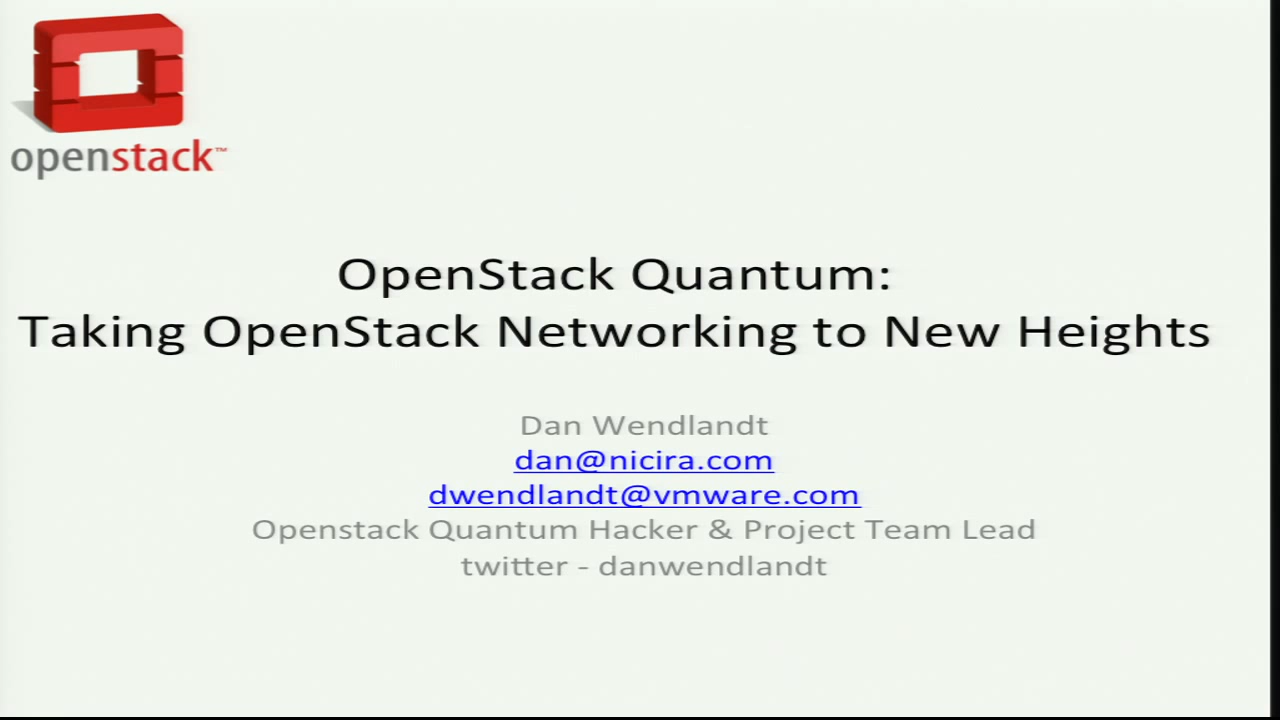 openstack™
OpenStack Quantum:
Taking OpenStack Networking to New Heights
Dan Wendlandt
dan@nicira.com
dwendlandt@vmware.com
Openstack Quantum Hacker & Project Team Lead
twitter - danwendlandt